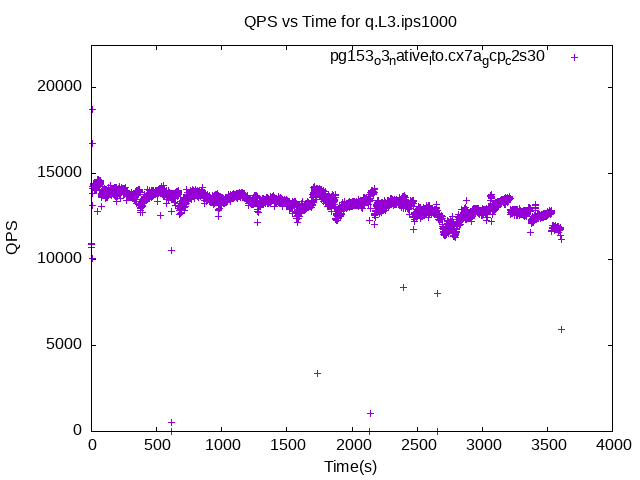 QPS vs Time for q.L3.ips1000
pg153_o3_native_lto.cx7a_gcp_c2s30
20000
15000
10000
5000
0
QPS
0 500 1000 1500 2000 2500 3000 3500 4000
Time(s)